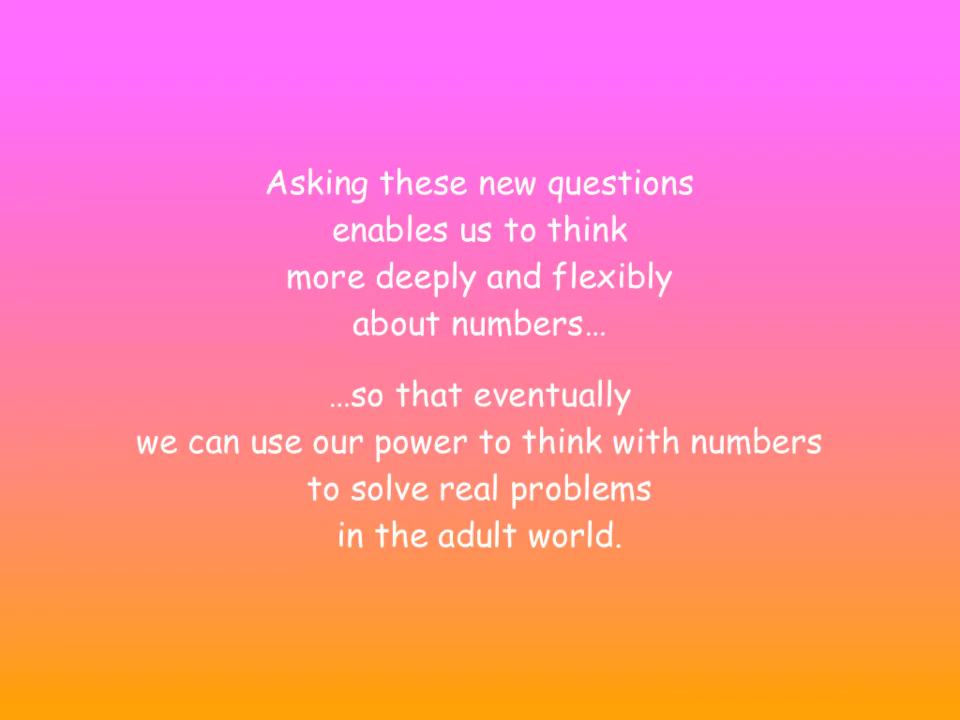 Asking these new questions
enables us to think
more deeply and flexibly
about numbers…
…so that eventually
we can use our power to think with numbers
to solve real problems
in the adult world.